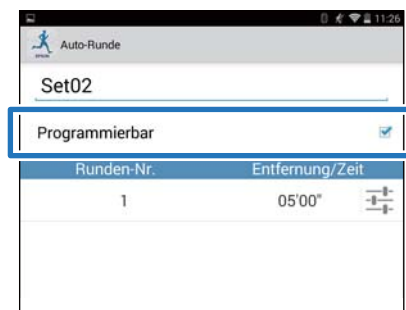 11:26
Auto-Runde
Set02
Programmierbar
Runden-Nr. Entfernung/Zeit
1 05'00"